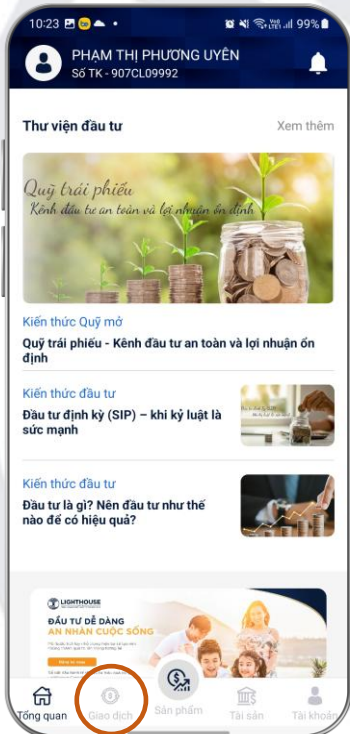 10:23
99%
PHẠM THỊ PHƯƠNG UYÊN
Số TK - 907CL09992
Thư viện đầu tư
Xem thêm
Quỹ trái phiếu
Kênh đầu tư an toàn và lợi nhuận ổn định
Kiến thức Quỹ mở
Quỹ trái phiếu - Kênh đầu tư an toàn và lợi nhuận ổn
định
Kiến thức đầu tư
Đầu tư định kỳ (SIP) – khi kỷ luật là
sức mạnh
Kiến thức đầu tư
Đầu tư là gì? Nên đầu tư như thế
nào để có hiệu quả?
LIGHTHOUSE
ĐẦU TƯ DỄ DÀNG
AN NHÀN CUỘC SỐNG
Tổng quan
Giao dịch
Sản phẩm
Tài sản
Tài khoản